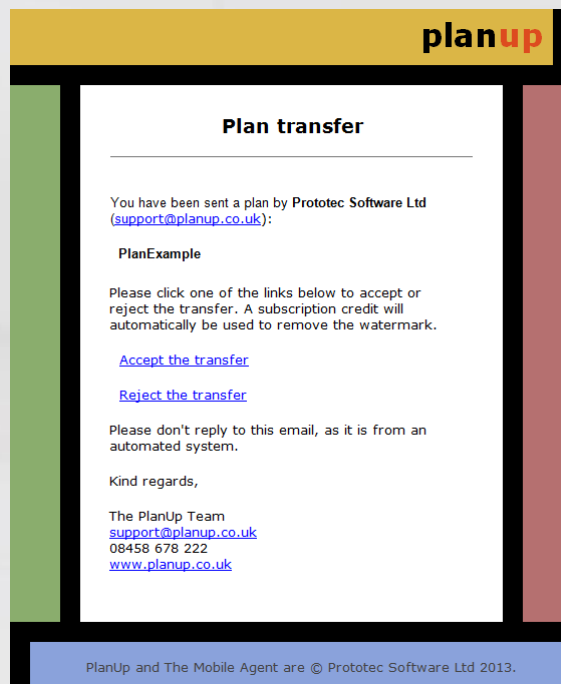 planup
Plan transfer
You have been sent a plan by Prototec Software Ltd
(support@planup.co.uk):
PlanExample
Please click one of the links below to accept or
reject the transfer. A subscription credit will
automatically be used to remove the watermark.
Accept the transfer
Reject the transfer
Please don't reply to this email, as it is from an
automated system.
Kind regards,
The PlanUp Team
support@planup.co.uk
08458 678 222
www.planup.co.uk
PlanUp and The Mobile Agent are © Prototec Software Ltd 2013.